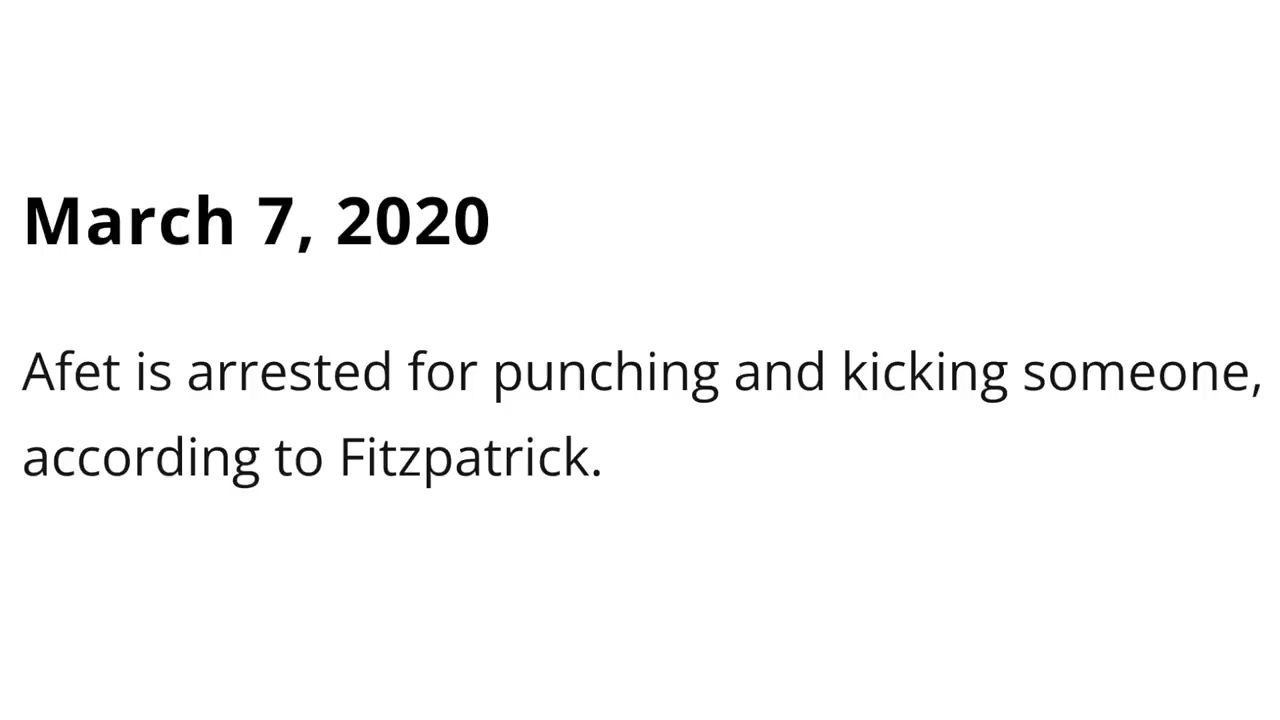 March 7, 2020
Afet is arrested for punching and kicking someone,
according to Fitzpatrick.